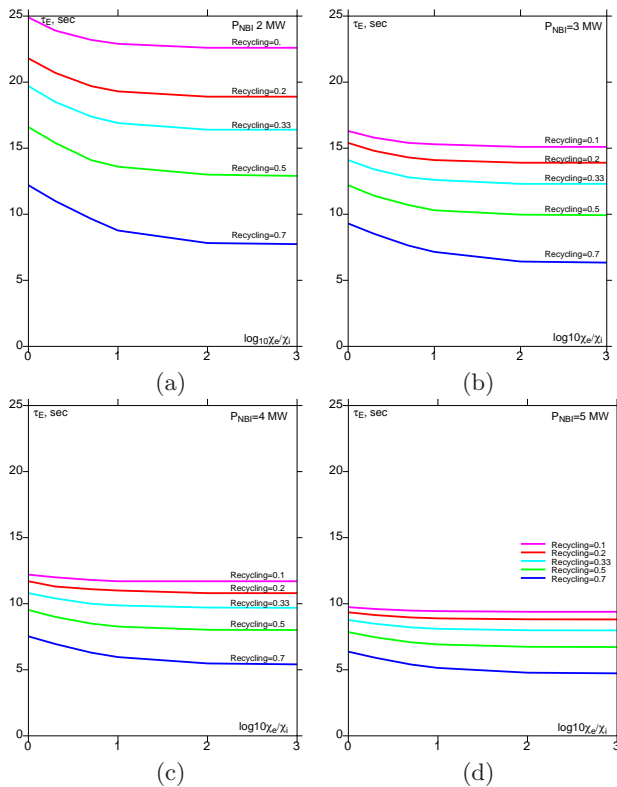 τE, sec
PNBI 2 MW
25
20
15
10
5
0
Recycling=0.
Recycling=0.2
Recycling=0.33
Recycling=0.5
Recycling=0.7
log10χe/χi
0 1 2 3
(a)
τE, sec
PNBI=3 MW
25
20
15
10
5
0
Recycling=0.1
Recycling=0.2
Recycling=0.33
Recycling=0.5
Recycling=0.7
log10χe/χi
0 1 2 3
(b)
τE, sec
PNBI=4 MW
25
20
15
10
5
0
Recycling=0.1
Recycling=0.2
Recycling=0.33
Recycling=0.5
Recycling=0.7
log10χe/χi
0 1 2 3
(c)
τE, sec
PNBI=5 MW
25
20
15
10
5
0
Recycling=0.1
Recycling=0.2
Recycling=0.33
Recycling=0.5
Recycling=0.7
log10χe/χi
0 1 2 3
(d)